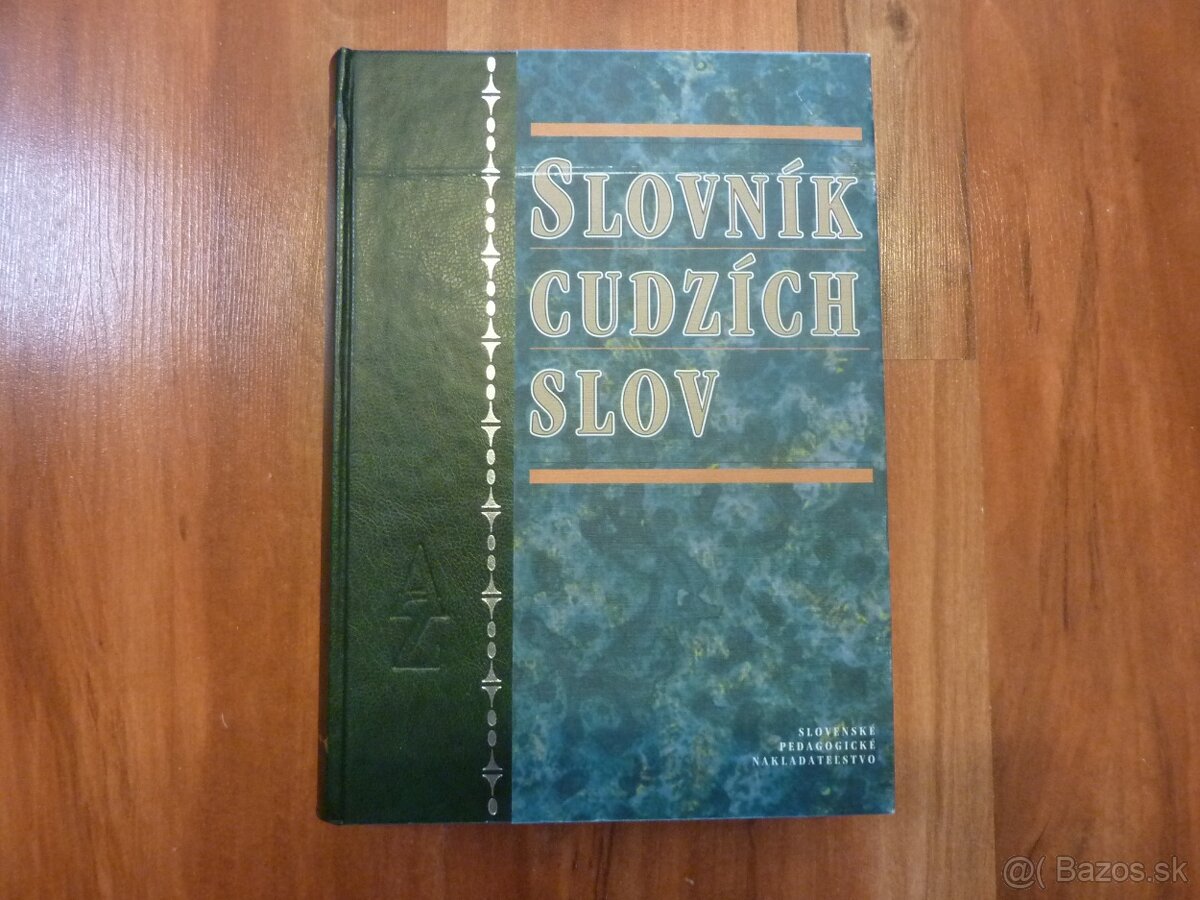 SLOVNÍK
CUDZÍCH
SLOV
A
Z
SLOVENSKÉ
PEDAGOGICKÉ
NAKLADATEĽSTVO
@( Bazos.sk